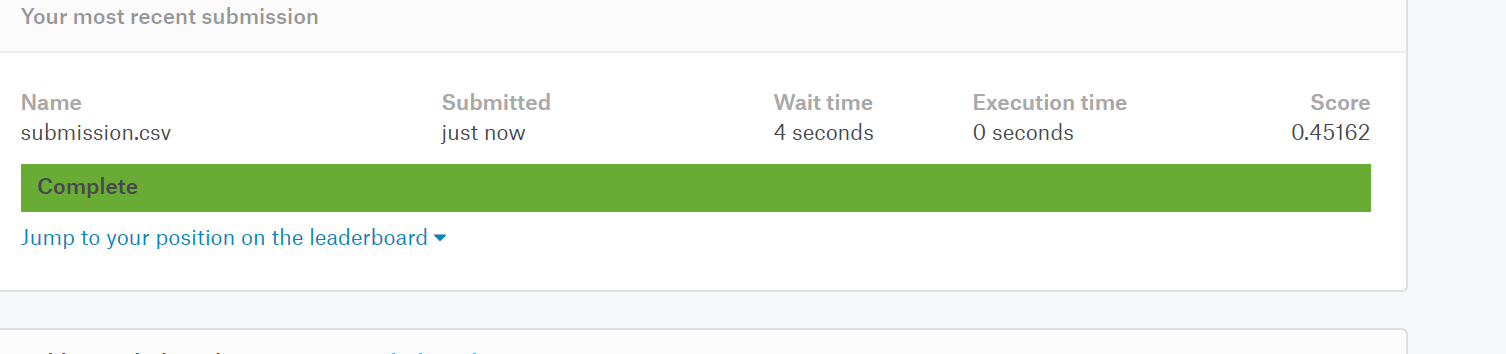 Your most recent submission
Name Submitted Wait time Execution time Score
submission.csv just now 4 seconds 0 seconds 0.45162
Complete
Jump to your position on the leaderboard